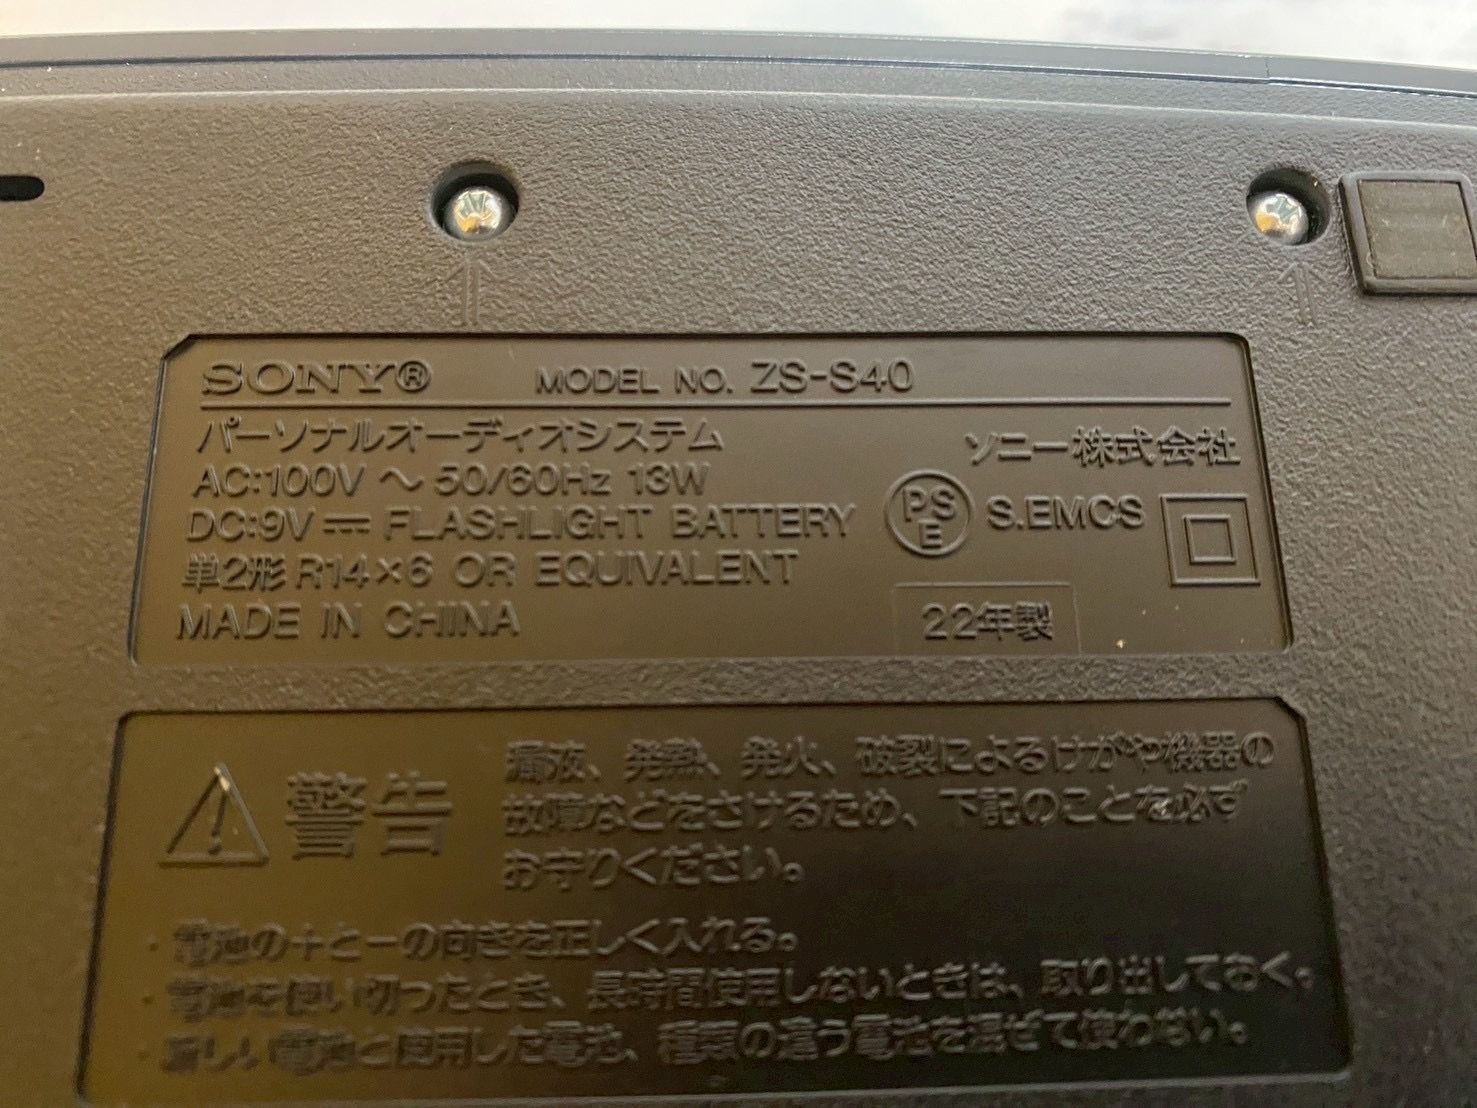 SONY® MODEL NO. ZS-S40
パーソナルオーディオシステム
ソニー株式会社
AC:100V ～ 50/60Hz 13W
DC:9V ⎓ FLASHLIGHT BATTERY
PSE S.EMCS
単2形 R14×6 OR EQUIVALENT
MADE IN CHINA
22年製
警告
漏液、発熱、発火、破裂によるけがや機器の
故障などをさけるため、下記のことを必ず
お守りください。
・電池の＋と－の向きを正しく入れる。
・電池を使い切ったとき、長時間使用しないときは、取り出しておく。
・新しい電池と使用した電池、種類の違う電池を混ぜて使わない。